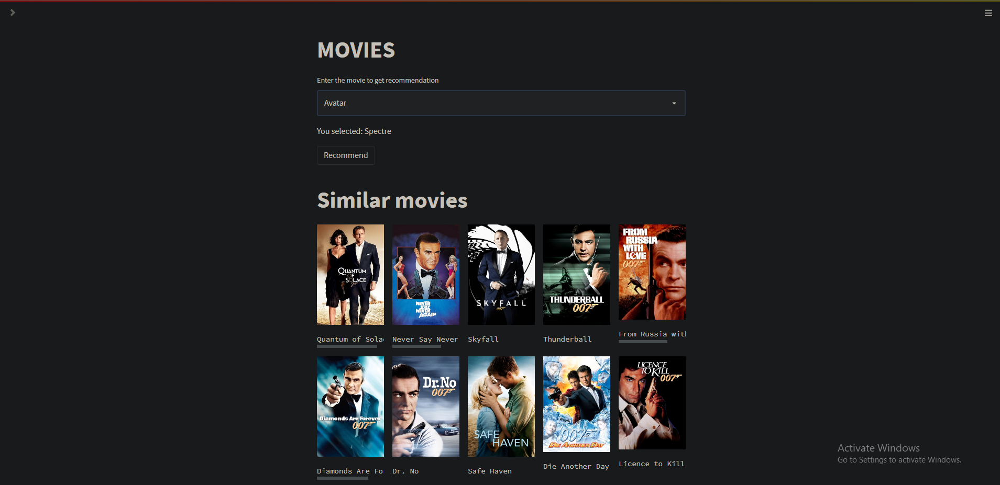 MOVIES
Enter the movie to get recommendation
Avatar
You selected: Spectre
Recommend
Similar movies
QUANTUM
OF
SOLACE
007
NEVER
SAY
NEVER
AGAIN
SKYFALL
007
THUNDERBALL
007
FROM
RUSSIA
WITH
LOVE
007
Quantum of Solac
Never Say Never
Skyfall
Thunderball
From Russia with
Diamonds Are Forever
007
Dr. No
007
SAFE
HAVEN
007
DIE ANOTHER DAY
LICENCE
TO KILL
007
Diamonds Are Fo
Dr. No
Safe Haven
Die Another Day
Licence to Kill
Activate Windows
Go to Settings to activate Windows.